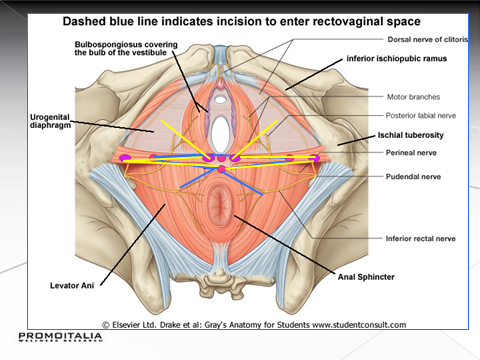 Dashed blue line indicates incision to enter rectovaginal space
Bulbospongiosus covering
the bulb of the vestibule
Dorsal nerve of clitoris
inferior ischiopubic ramus
Motor branches
Posterior labial nerve
Urogenital
diaphragm
Ischial tuberosity
Perineal nerve
Pudendal nerve
Inferior rectal nerve
Anal Sphincter
Levator Ani
© Elsevier Ltd. Drake et al: Gray's Anatomy for Students www.studentconsult.com
PROMOITALIA
WELLNESS RESEARCH